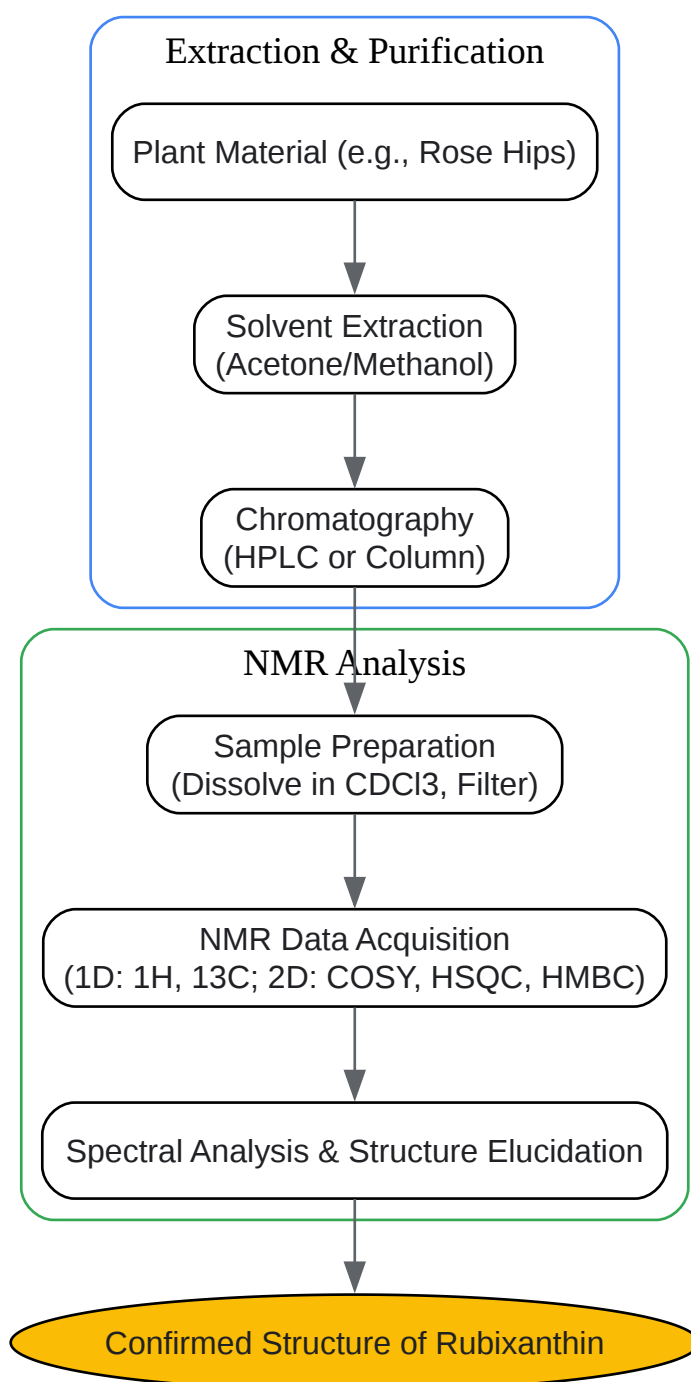 Extraction & Purification
Plant Material (e.g., Rose Hips)
Solvent Extraction
(Acetone/Methanol)
Chromatography
(HPLC or Column)
NMR Analysis
Sample Preparation
(Dissolve in CDCl3, Filter)
NMR Data Acquisition
(1D: 1H, 13C; 2D: COSY, HSQC, HMBC)
Spectral Analysis & Structure Elucidation
Confirmed Structure of Rubixanthin